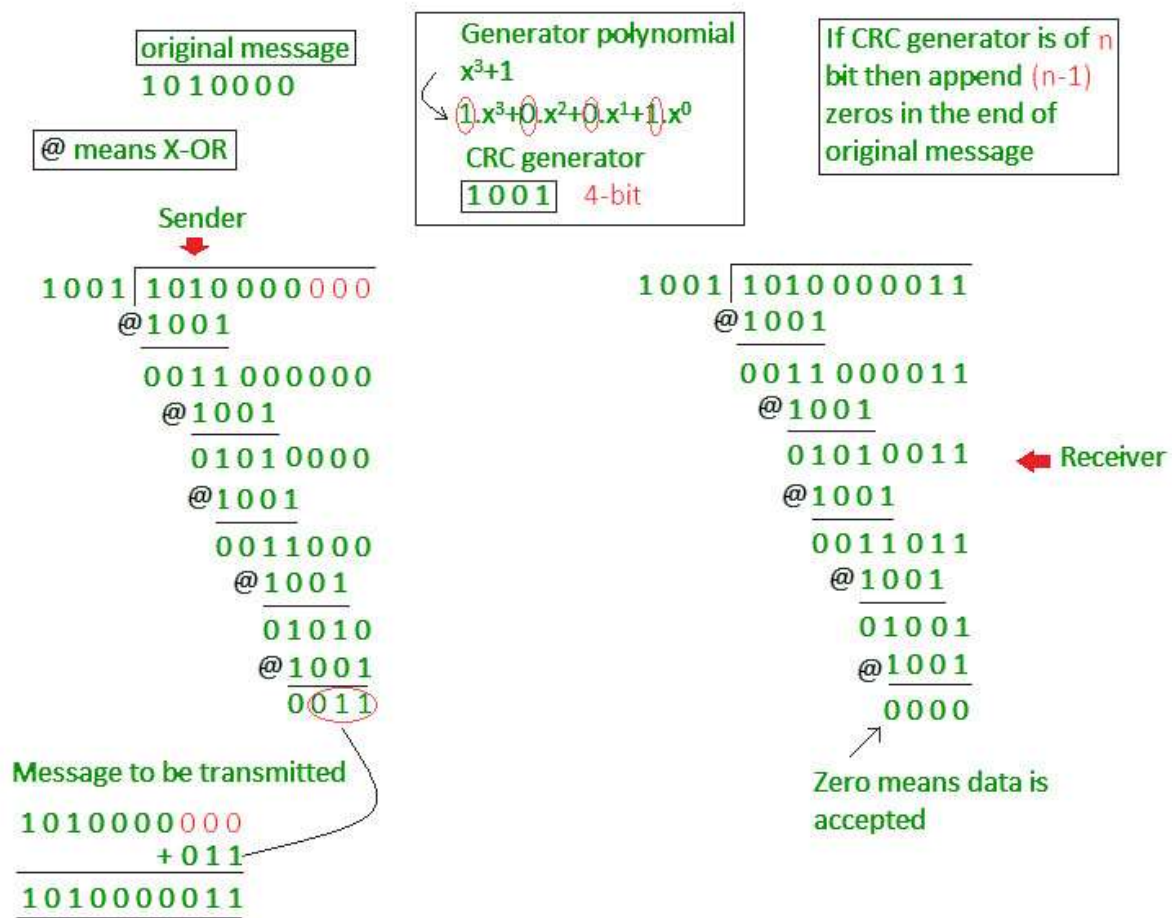 original message
1010000
@ means X-OR
Generator polynomial
x³+1
1.x³+0.x²+0.x¹+1.x⁰
CRC generator
1001 4-bit
If CRC generator is of n
bit then append (n-1)
zeros in the end of
original message
Sender
1001 1010000000
@1001
0011000000
@1001
01010000
@1001
0011000
@1001
01010
@1001
0011
Message to be transmitted
1010000000
+011
1010000011
1001 1010000011
@1001
0011000011
@1001
01010011
@1001
0011011
@1001
01001
@1001
0000
Receiver
Zero means data is
accepted